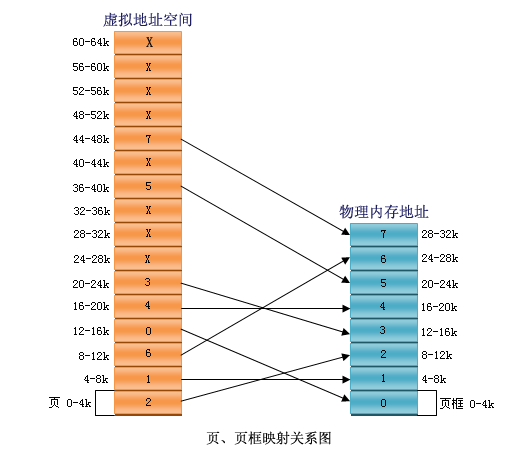 虚拟地址空间
60-64k X
56-60k X
52-56k X
48-52k X
44-48k 7
40-44k X
36-40k 5
32-36k X
28-32k X
24-28k X
20-24k 3
16-20k 4
12-16k 0
8-12k 6
4-8k 1
页 0-4k 2
物理内存地址
7 28-32k
6 24-28k
5 20-24k
4 16-20k
3 12-16k
2 8-12k
1 4-8k
0 页框 0-4k
页、页框映射关系图